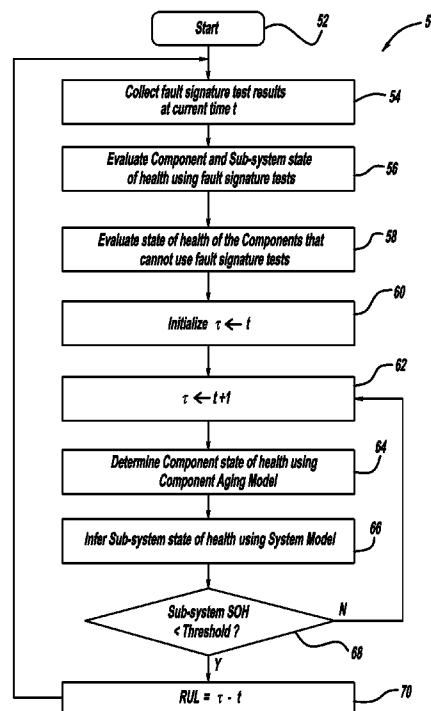 Start
52
5
Collect fault signature test results
at current time t
54
Evaluate Component and Sub-system state
of health using fault signature tests
56
Evaluate state of health of the Components that
cannot use fault signature tests
58
60
Initialize τ ← t
62
τ ← t+1
64
Determine Component state of health using
Component Aging Model
66
Infer Sub-system state of health using System Model
Sub-system SOH
< Threshold ?
N
68
Y
RUL = τ - t
70